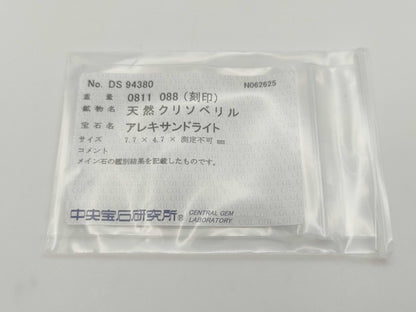 No. DS 94380 N062625
重量 0811 088(刻印)
鉱物名 天然クリソベリル
宝石名 アレキサンドライト
サイズ 7.7 × 4.7 × 測定不可 mm
コメント
メイン石の鑑別結果を記載したものです。
中央宝石研究所® CENTRAL GEM
LABORATORY